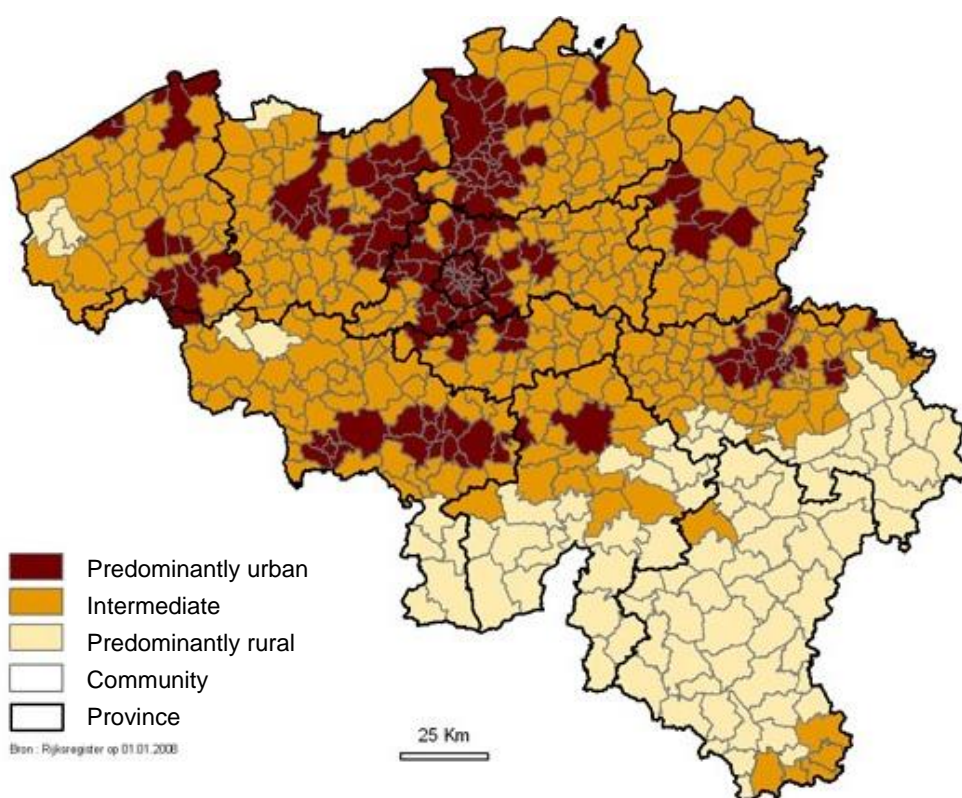 Predominantly urban
Intermediate
Predominantly rural
Community
Province
Bron : Rijksregister op 01.01.2008
25 Km